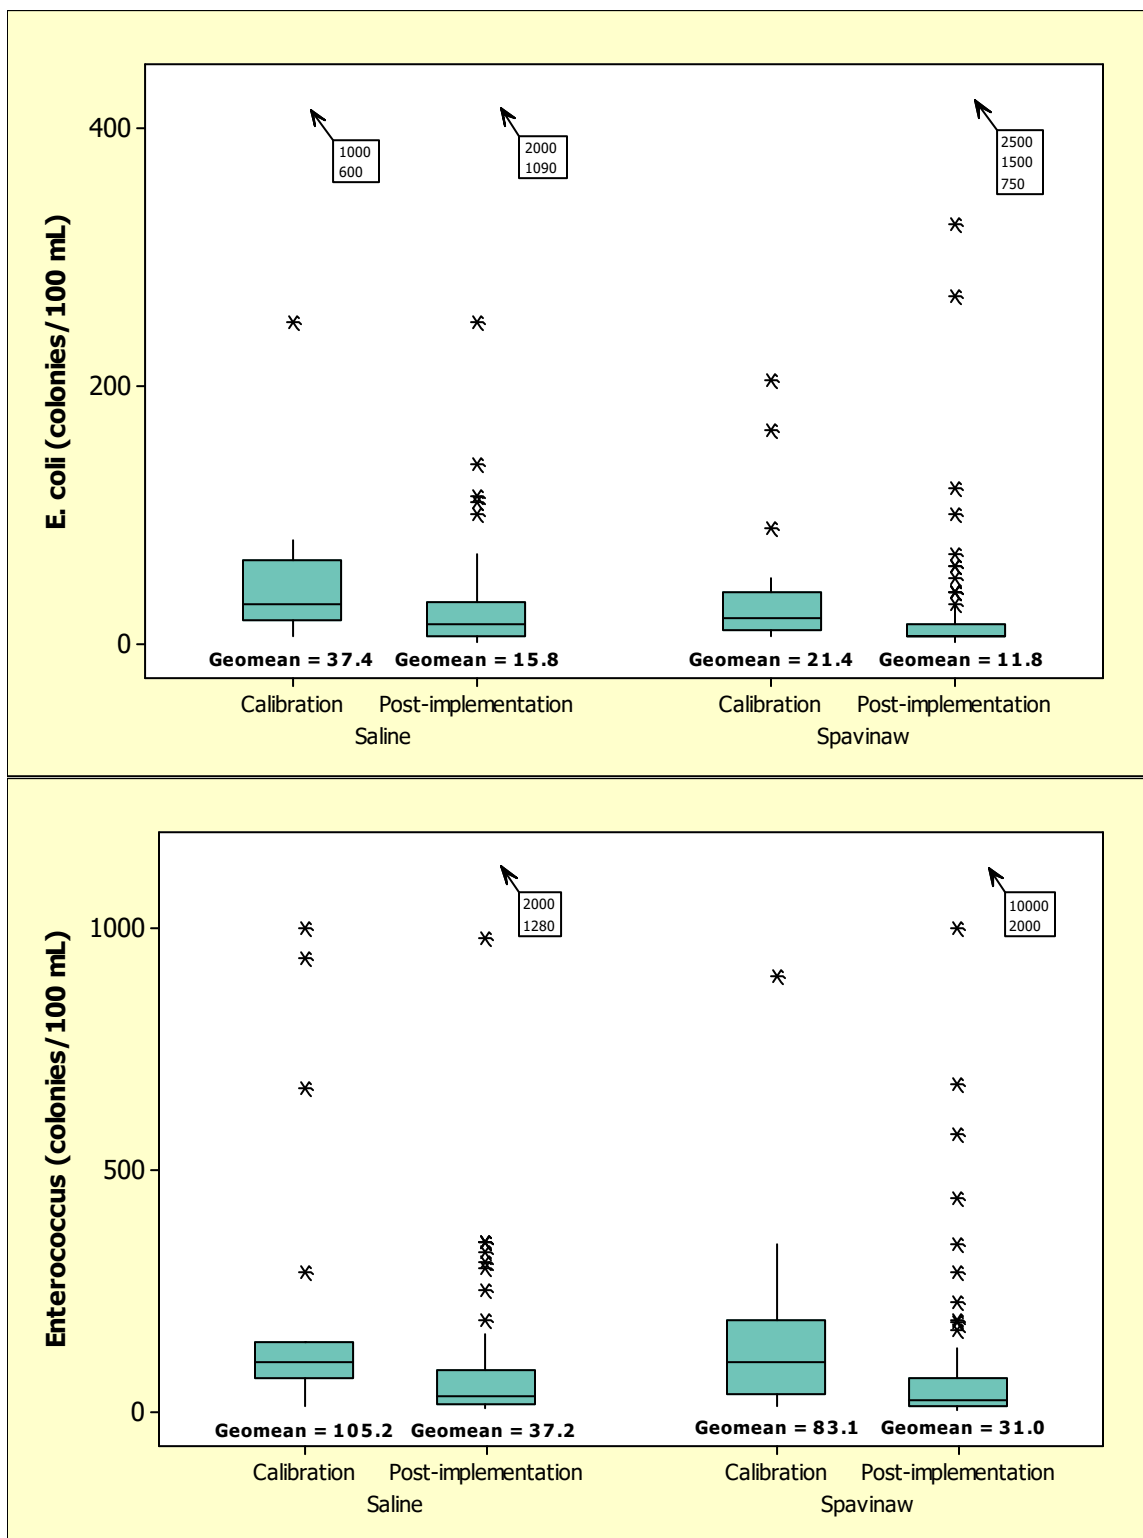 E. coli (colonies/100 mL)
400
200
0
1000
600
2000
1090
2500
1500
750
Geomean = 37.4
Geomean = 15.8
Geomean = 21.4
Geomean = 11.8
Calibration
Post-implementation
Calibration
Post-implementation
Saline
Spavinaw
Enterococcus (colonies/100 mL)
1000
500
0
2000
1280
10000
2000
Geomean = 105.2
Geomean = 37.2
Geomean = 83.1
Geomean = 31.0
Calibration
Post-implementation
Calibration
Post-implementation
Saline
Spavinaw